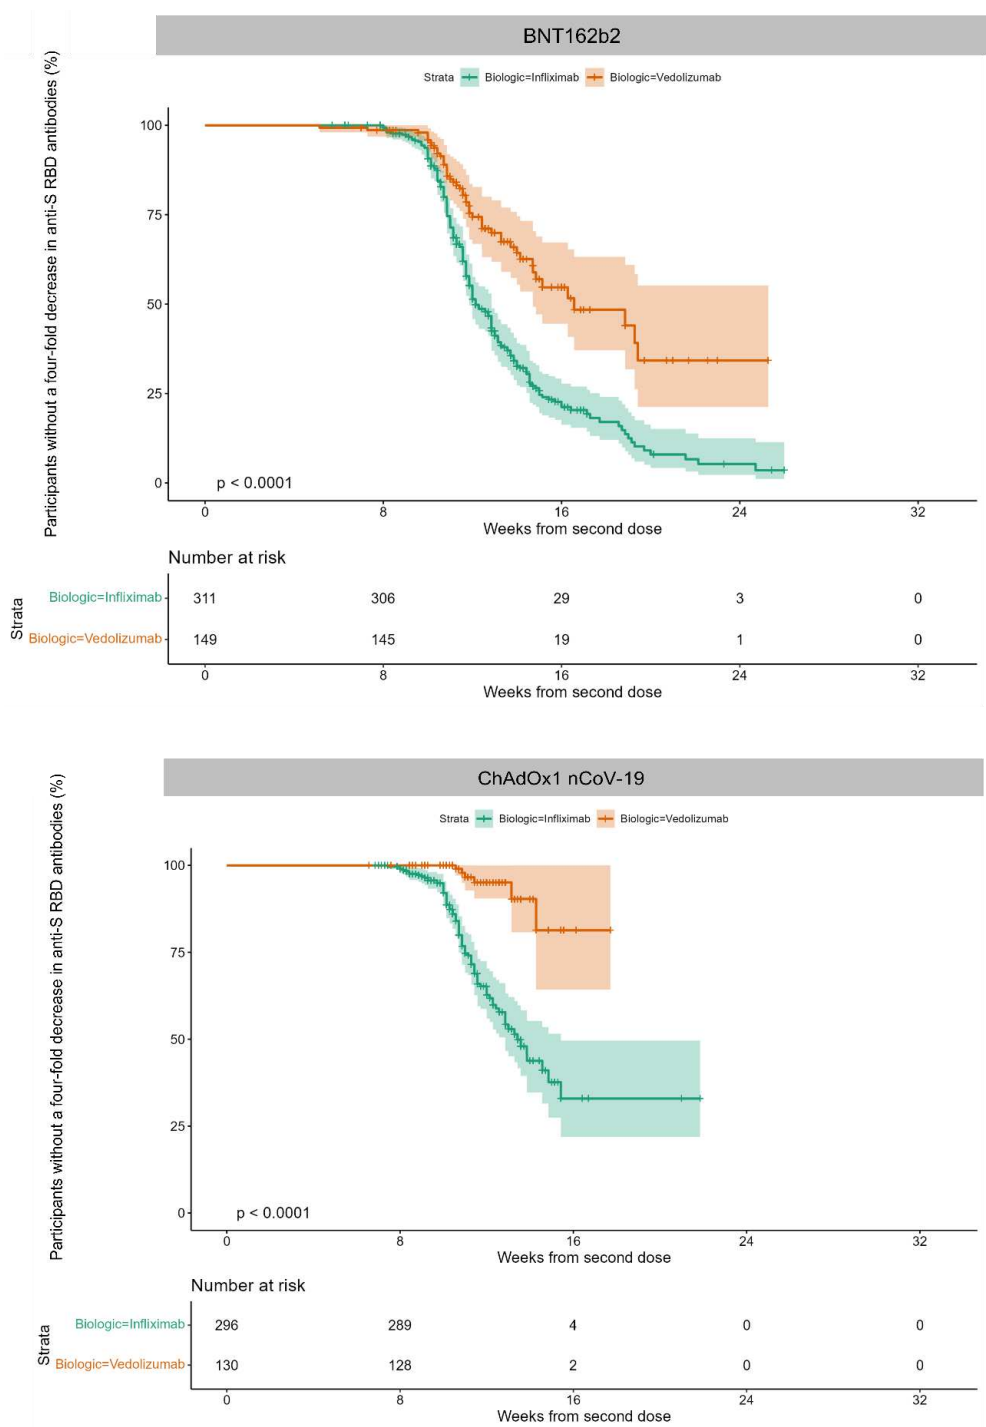 BNT162b2
Strata Biologic=Infliximab Biologic=Vedolizumab
Participants without a four-fold decrease in anti-S RBD antibodies (%)
100
75
50
25
0
p < 0.0001
0 8 16 24 32
Weeks from second dose
Number at risk
Strata
Biologic=Infliximab 311 306 29 3 0
Biologic=Vedolizumab 149 145 19 1 0
0 8 16 24 32
Weeks from second dose
ChAdOx1 nCoV-19
Strata Biologic=Infliximab Biologic=Vedolizumab
Participants without a four-fold decrease in anti-S RBD antibodies (%)
100
75
50
25
0
p < 0.0001
0 8 16 24 32
Weeks from second dose
Number at risk
Strata
Biologic=Infliximab 296 289 4 0 0
Biologic=Vedolizumab 130 128 2 0 0
0 8 16 24 32
Weeks from second dose